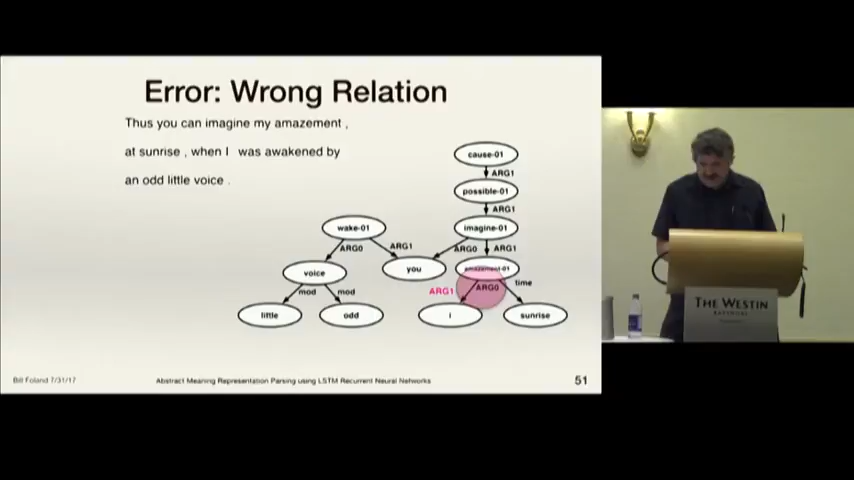 Error: Wrong Relation
Thus you can imagine my amazement ,
at sunrise , when I was awakened by
an odd little voice .
cause-01
ARG1
possible-01
ARG1
wake-01
imagine-01
ARG0
ARG1
ARG0
ARG1
voice
you
amazement-01
mod
mod
ARG1
ARG0
time
little
odd
i
sunrise
THE WESTIN
Bill Foland 7/31/17
Abstract Meaning Representation Parsing using LSTM Recurrent Neural Networks
51